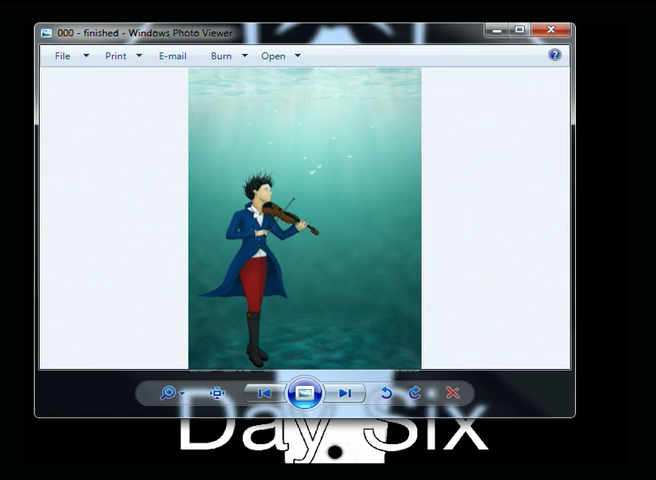 000 - finished - Windows Photo Viewer
File Print E-mail Burn Open
Day Six